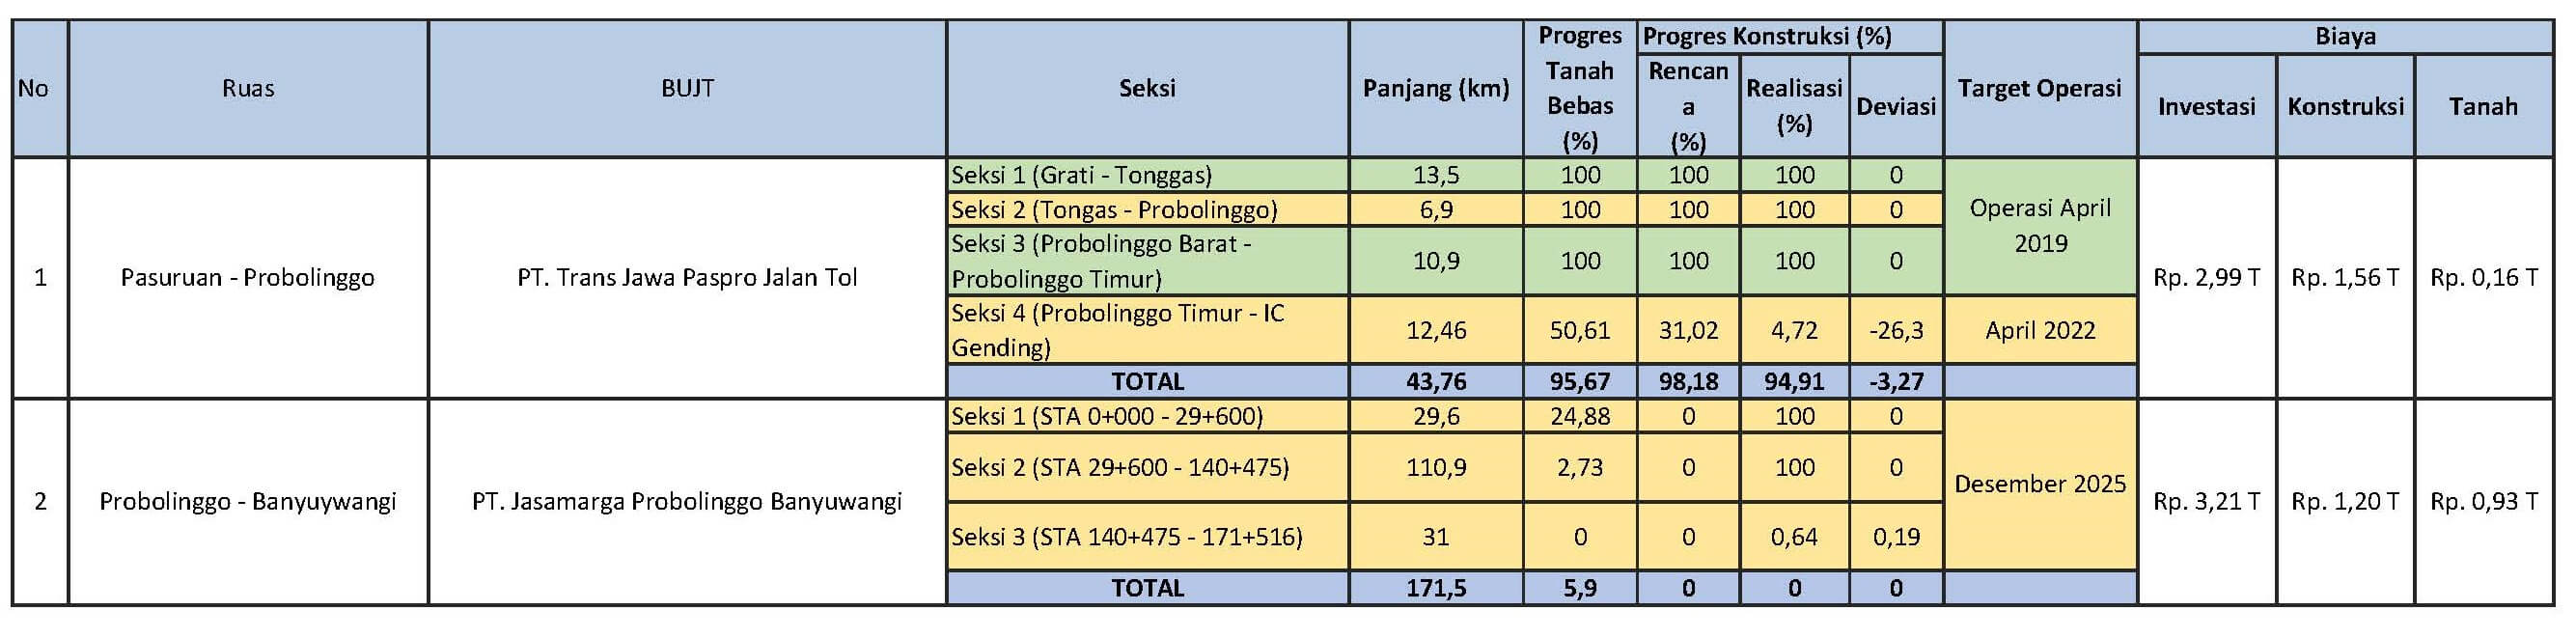 No Ruas BUJT Seksi Panjang (km) Progres Tanah Bebas (%) Progres Konstruksi (%) Target Operasi Biaya
Rencan a (%) Realisasi (%) Deviasi Investasi Konstruksi Tanah
1 Pasuruan - Probolinggo PT. Trans Jawa Paspro Jalan Tol
Seksi 1 (Grati - Tonggas) 13,5 100 100 100 0
Operasi April
2019
Seksi 2 (Tongas - Probolinggo) 6,9 100 100 100 0
Seksi 3 (Probolinggo Barat -
Probolinggo Timur) 10,9 100 100 100 0
Rp. 2,99 T Rp. 1,56 T Rp. 0,16 T
Seksi 4 (Probolinggo Timur - IC
Gending) 12,46 50,61 31,02 4,72 -26,3 April 2022
TOTAL 43,76 95,67 98,18 94,91 -3,27
2 Probolinggo - Banyuywangi PT. Jasamarga Probolinggo Banyuwangi
Seksi 1 (STA 0+000 - 29+600) 29,6 24,88 0 100 0
Seksi 2 (STA 29+600 - 140+475) 110,9 2,73 0 100 0
Desember 2025
Rp. 3,21 T Rp. 1,20 T Rp. 0,93 T
Seksi 3 (STA 140+475 - 171+516) 31 0 0 0,64 0,19
TOTAL 171,5 5,9 0 0 0